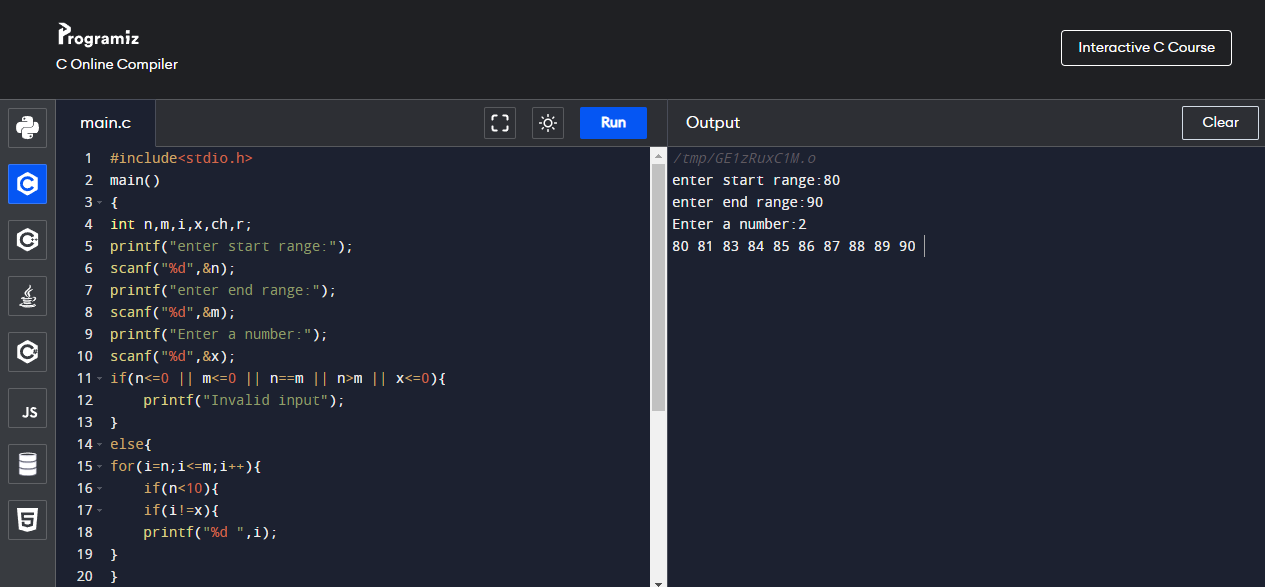 Programiz
C Online Compiler
Interactive C Course
main.c
Run
Output
Clear
1 #include<stdio.h>
2 main()
3 {
4 int n,m,i,x,ch,r;
5 printf("enter start range:");
6 scanf("%d",&n);
7 printf("enter end range:");
8 scanf("%d",&m);
9 printf("Enter a number:");
10 scanf("%d",&x);
11 if(n<=0 || m<=0 || n==m || n>m || x<=0){
12     printf("Invalid input");
13 }
14 else{
15 for(i=n;i<=m;i++){
16     if(n<10){
17     if(i!=x){
18     printf("%d ",i);
19 }
20 }
/tmp/GE1zRuxC1M.o
enter start range:80
enter end range:90
Enter a number:2
80 81 83 84 85 86 87 88 89 90
JS
5